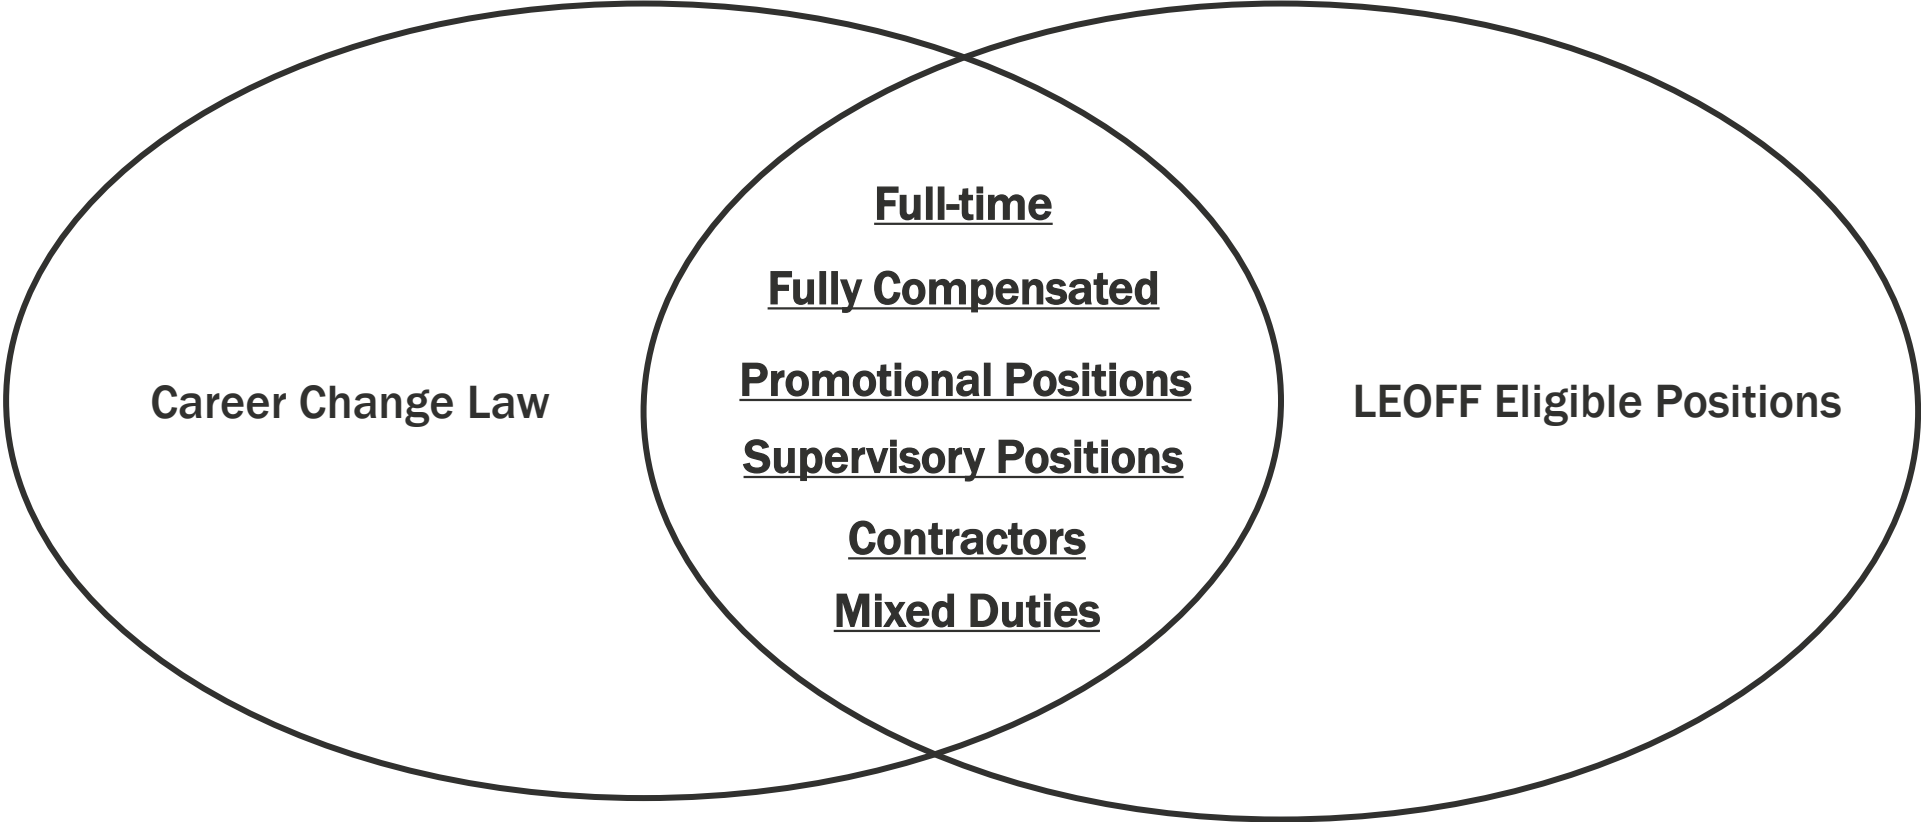 Full-time
Fully Compensated
Promotional Positions
Career Change Law
LEOFF Eligible Positions
Supervisory Positions
Contractors
Mixed Duties